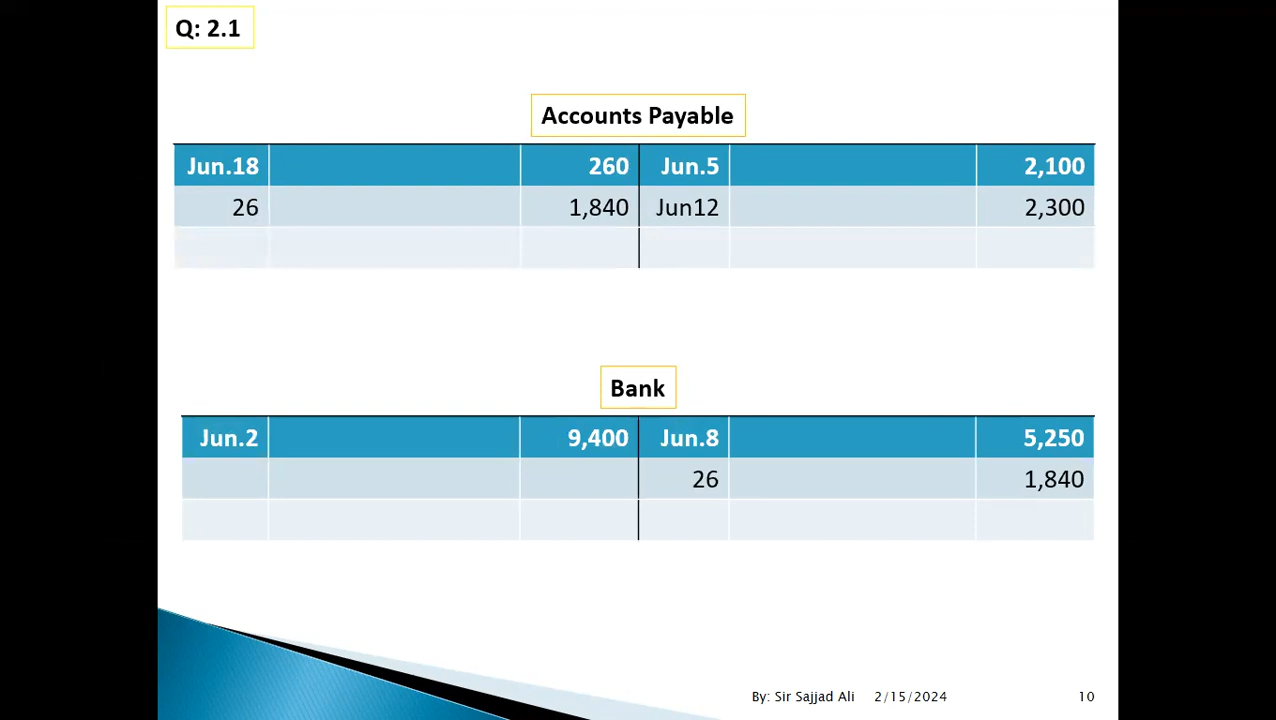 Q: 2.1
Accounts Payable
Jun.18 260 Jun.5 2,100
26 1,840 Jun12 2,300
Bank
Jun.2 9,400 Jun.8 5,250
26 1,840
By: Sir Sajjad Ali 2/15/2024 10